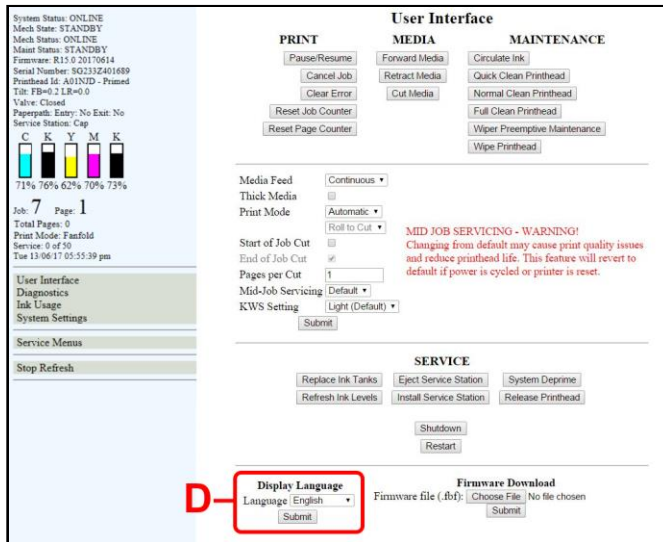 System Status: ONLINE
Mech State: STANDBY
Mech Status: ONLINE
Maint Status: STANDBY
Firmware: R15.0 20170614
Serial Number: SG233Z401689
Printhead Id: A01NJD - Primed
Tilt: FB=0.2 LR=0.0
Valve: Closed
Paperpath: Entry: No Exit: No
Service Station: Cap
C K Y M K
71% 76% 62% 70% 73%
Job: 7 Page: 1
Total Pages: 0
Print Mode: Fanfold
Service: 0 of 50
Tue 13/06/17 05:55:39 pm
User Interface
Diagnostics
Ink Usage
System Settings
Service Menus
Stop Refresh
User Interface
PRINT MEDIA MAINTENANCE
Pause/Resume Forward Media Circulate Ink
Cancel Job Retract Media Quick Clean Printhead
Clear Error Cut Media Normal Clean Printhead
Reset Job Counter Full Clean Printhead
Reset Page Counter Wiper Preemptive Maintenance
Wipe Printhead
Media Feed Continuous
Thick Media
Print Mode Automatic
Roll to Cut
Start of Job Cut
End of Job Cut
Pages per Cut 1
Mid-Job Servicing Default
KWS Setting Light (Default)
Submit
MID JOB SERVICING - WARNING!
Changing from default may cause print quality issues
and reduce printhead life. This feature will revert to
default if power is cycled or printer is reset.
SERVICE
Replace Ink Tanks Eject Service Station System Deprime
Refresh Ink Levels Install Service Station Release Printhead
Shutdown
Restart
D
Display Language
Language English
Submit
Firmware Download
Firmware file (.fbf): Choose File No file chosen
Submit